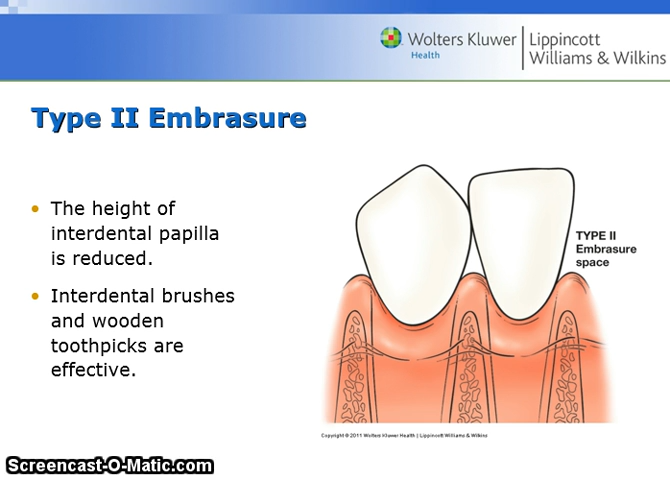 Wolters Kluwer
Health
Lippincott
Williams & Wilkins
Type II Embrasure
• The height of
interdental papilla
is reduced.
• Interdental brushes
and wooden
toothpicks are
effective.
TYPE II
Embrasure
space
Copyright © 2011 Wolters Kluwer Health | Lippincott Williams & Wilkins
Screencast-O-Matic.com